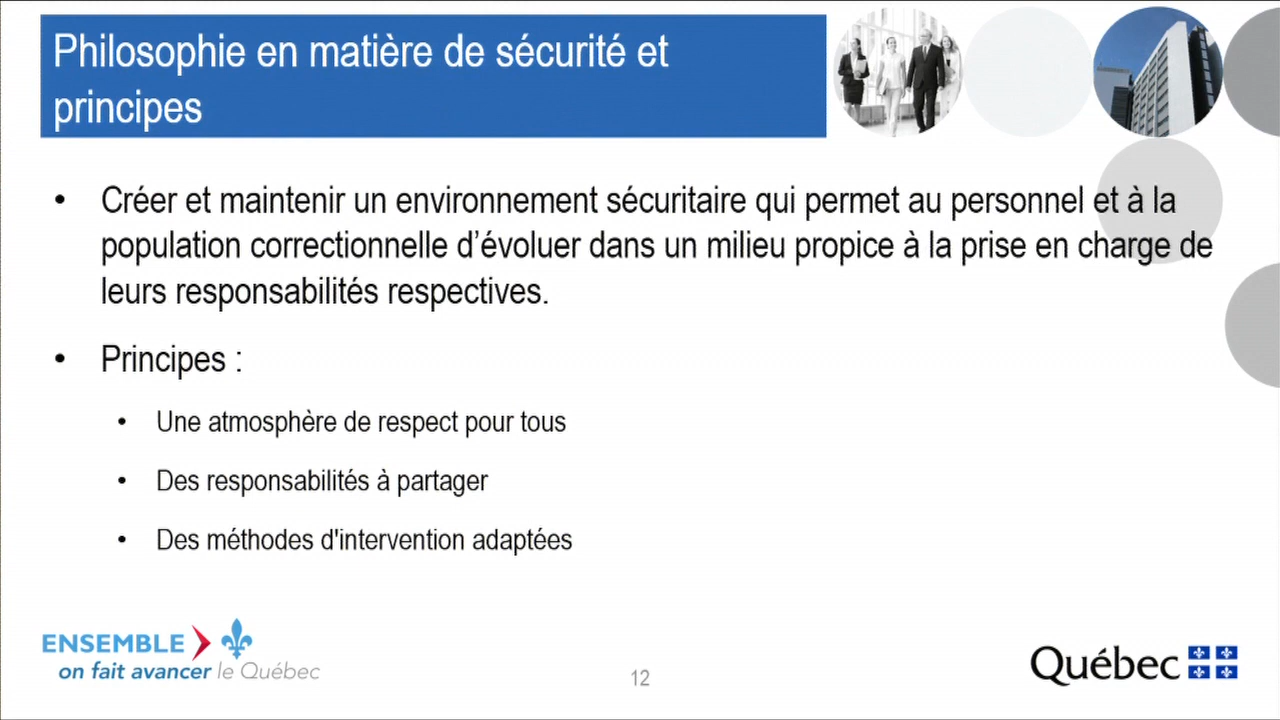 Philosophie en matière de sécurité et
principes
• Créer et maintenir un environnement sécuritaire qui permet au personnel et à la
population correctionnelle d’évoluer dans un milieu propice à la prise en charge de
leurs responsabilités respectives.
• Principes :
• Une atmosphère de respect pour tous
• Des responsabilités à partager
• Des méthodes d'intervention adaptées
ENSEMBLE
on fait avancer le Québec
12
Québec